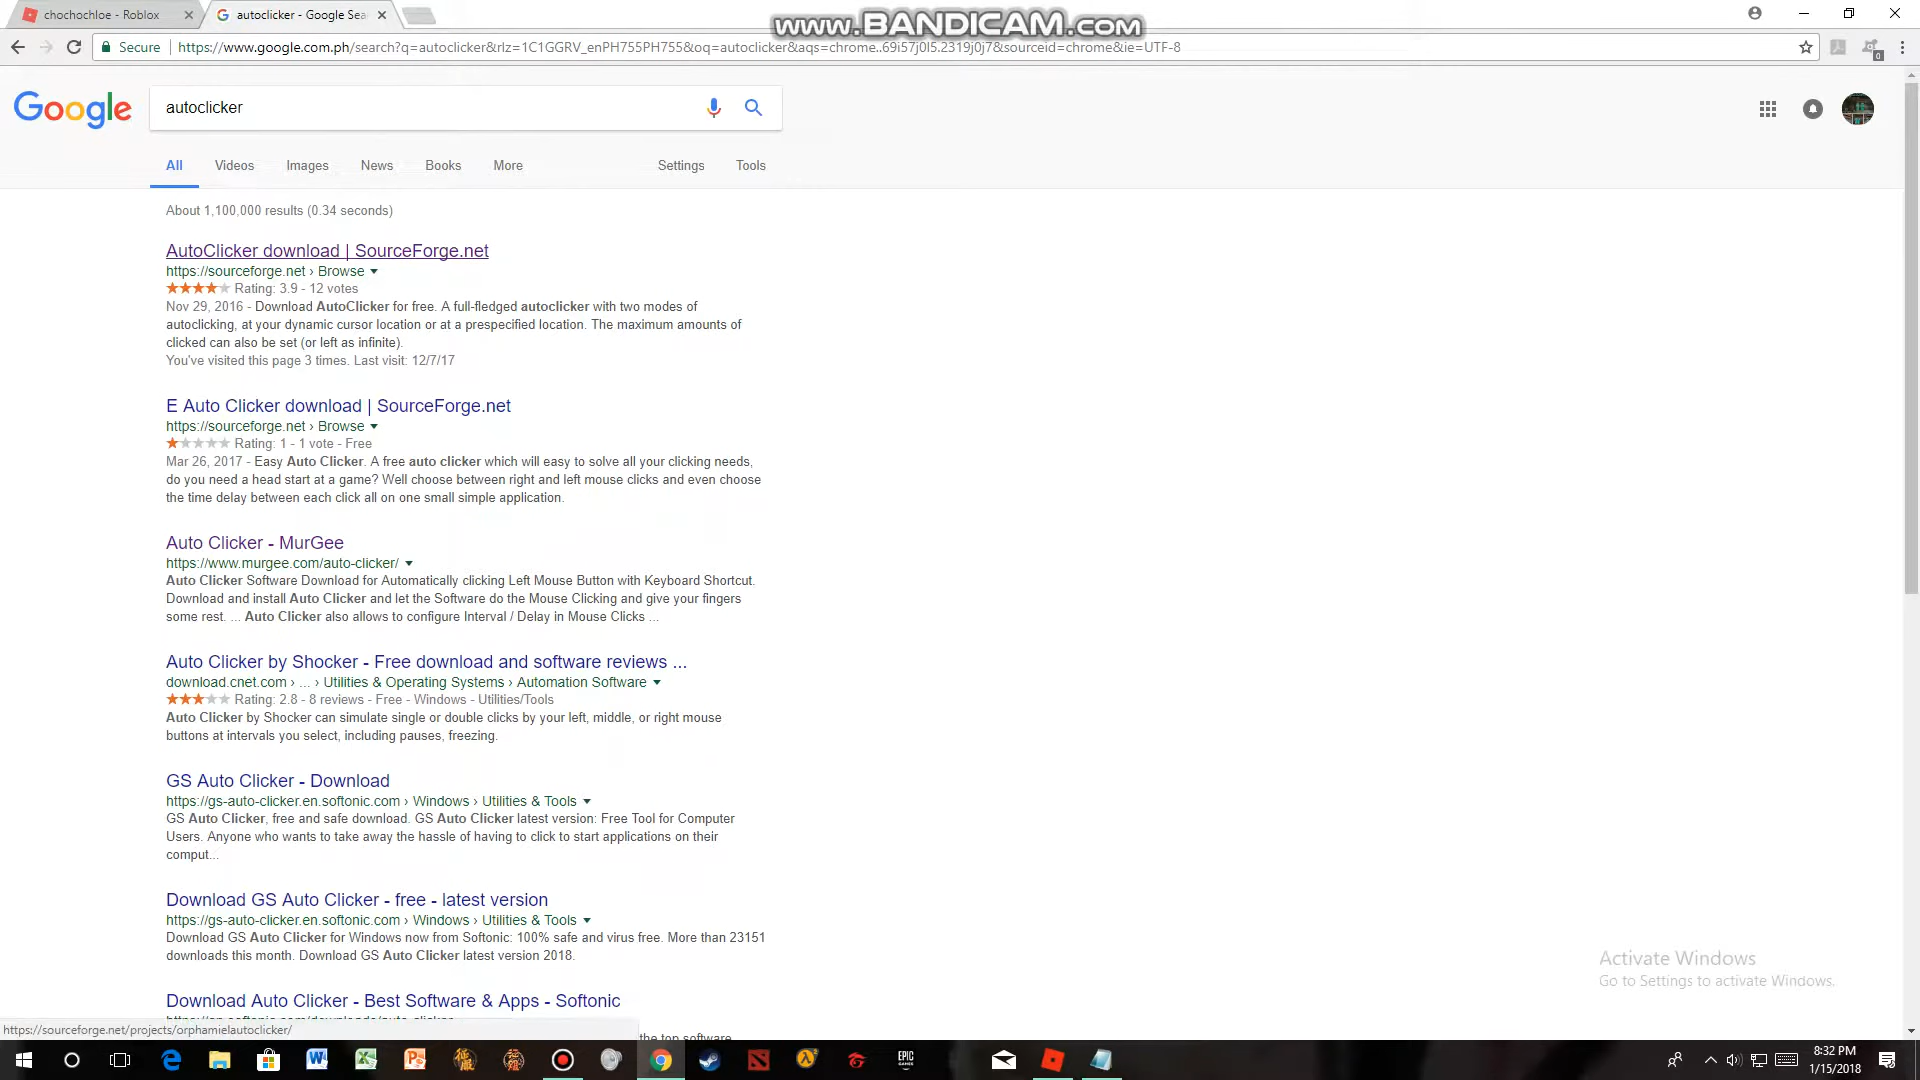 chochochloe - Roblox
autoclicker - Google Sea
www.BANDICAM.com
Secure
https://www.google.com.ph/search?q=autoclicker&rlz=1C1GGRV_enPH755PH755&oq=autoclicker&aqs=chrome..69i57j0l5.2319j0j7&sourceid=chrome&ie=UTF-8
0
Google
autoclicker
All Videos Images News Books More Settings Tools
About 1,100,000 results (0.34 seconds)
AutoClicker download | SourceForge.net
https://sourceforge.net › Browse
Rating: 3.9 - 12 votes
Nov 29, 2016 - Download AutoClicker for free. A full-fledged autoclicker with two modes of
autoclicking, at your dynamic cursor location or at a prespecified location. The maximum amounts of
clicked can also be set (or left as infinite).
You've visited this page 3 times. Last visit: 12/7/17
E Auto Clicker download | SourceForge.net
https://sourceforge.net › Browse
Rating: 1 - 1 vote - Free
Mar 26, 2017 - Easy Auto Clicker. A free auto clicker which will easy to solve all your clicking needs,
do you need a head start at a game? Well choose between right and left mouse clicks and even choose
the time delay between each click all on one small simple application.
Auto Clicker - MurGee
https://www.murgee.com/auto-clicker/
Auto Clicker Software Download for Automatically clicking Left Mouse Button with Keyboard Shortcut.
Download and install Auto Clicker and let the Software do the Mouse Clicking and give your fingers
some rest. ... Auto Clicker also allows to configure Interval / Delay in Mouse Clicks ...
Auto Clicker by Shocker - Free download and software reviews ...
download.cnet.com › ... › Utilities & Operating Systems › Automation Software
Rating: 2.8 - 8 reviews - Free - Windows - Utilities/Tools
Auto Clicker by Shocker can simulate single or double clicks by your left, middle, or right mouse
buttons at intervals you select, including pauses, freezing.
GS Auto Clicker - Download
https://gs-auto-clicker.en.softonic.com › Windows › Utilities & Tools
GS Auto Clicker, free and safe download. GS Auto Clicker latest version: Free Tool for Computer
Users. Anyone who wants to take away the hassle of having to click to start applications on their
comput...
Download GS Auto Clicker - free - latest version
https://gs-auto-clicker.en.softonic.com › Windows › Utilities & Tools
Download GS Auto Clicker for Windows now from Softonic: 100% safe and virus free. More than 23151
downloads this month. Download GS Auto Clicker latest version 2018.
Activate Windows
Go to Settings to activate Windows.
Download Auto Clicker - Best Software & Apps - Softonic
https://sourceforge.net/projects/orphamielautoclicker/
the top software
EPIC GAMES
8:32 PM
1/15/2018